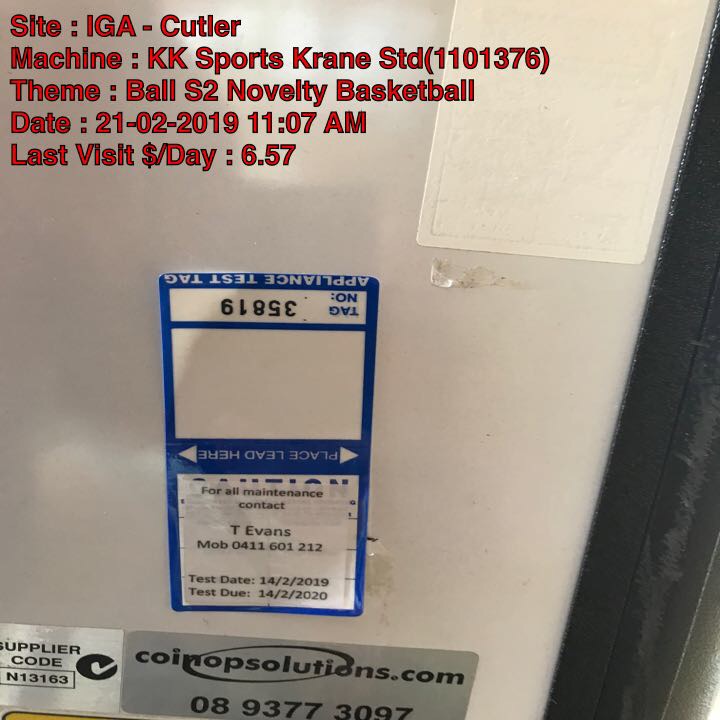 Site : IGA - Cutler
Machine : KK Sports Krane Std(1101376)
Theme : Ball S2 Novelty Basketball
Date : 21-02-2019 11:07 AM
Last Visit $/Day : 6.57
APPLIANCE TEST TAG
TAG NO: 35819
PLACE LEAD HERE
CAUTION
For all maintenance
contact
T Evans
Mob 0411 601 212
Test Date: 14/2/2019
Test Due: 14/2/2020
SUPPLIER
CODE
N13163
coinopsolutions.com
08 9377 3097